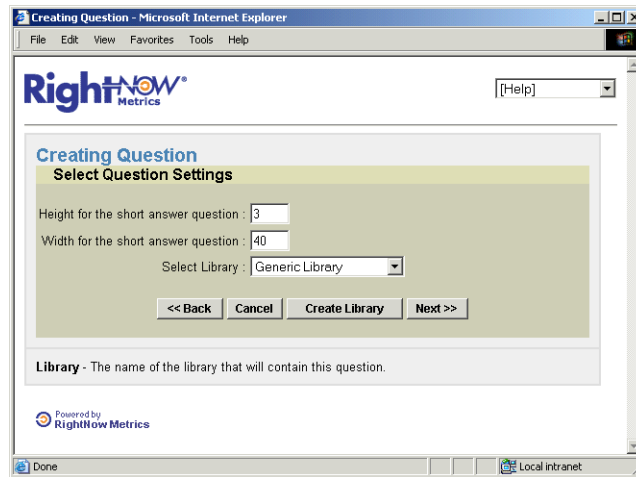 Creating Question - Microsoft Internet Explorer
File Edit View Favorites Tools Help
RightNOW®
Metrics
[Help]
Creating Question
Select Question Settings
Height for the short answer question : 3
Width for the short answer question : 40
Select Library : Generic Library
<< Back Cancel Create Library Next >>
Library - The name of the library that will contain this question.
Powered by
RightNow Metrics
Done Local intranet